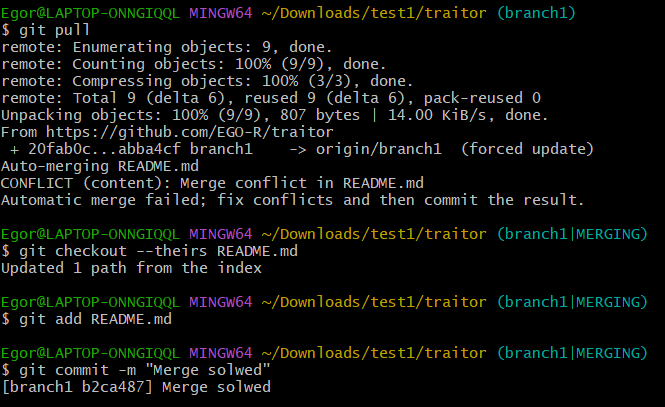 Egor@LAPTOP-ONNGIQQL MINGW64 ~/Downloads/test1/traitor (branch1)
$ git pull
remote: Enumerating objects: 9, done.
remote: Counting objects: 100% (9/9), done.
remote: Compressing objects: 100% (3/3), done.
remote: Total 9 (delta 6), reused 9 (delta 6), pack-reused 0
Unpacking objects: 100% (9/9), 807 bytes | 14.00 KiB/s, done.
From https://github.com/EGO-R/traitor
 + 20fab0c...abba4cf branch1    -> origin/branch1  (forced update)
Auto-merging README.md
CONFLICT (content): Merge conflict in README.md
Automatic merge failed; fix conflicts and then commit the result.
Egor@LAPTOP-ONNGIQQL MINGW64 ~/Downloads/test1/traitor (branch1|MERGING)
$ git checkout --theirs README.md
Updated 1 path from the index
Egor@LAPTOP-ONNGIQQL MINGW64 ~/Downloads/test1/traitor (branch1|MERGING)
$ git add README.md
Egor@LAPTOP-ONNGIQQL MINGW64 ~/Downloads/test1/traitor (branch1|MERGING)
$ git commit -m "Merge solwed"
[branch1 b2ca487] Merge solwed